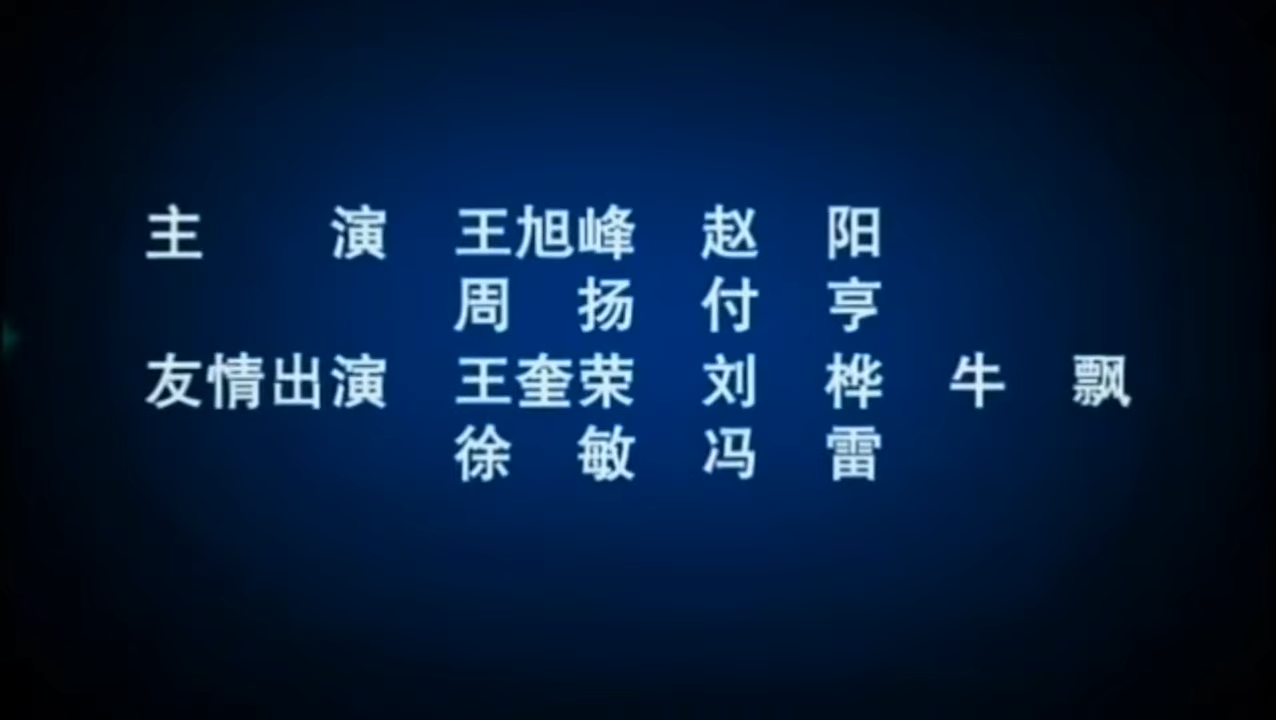 主演 王旭峰 赵阳
周扬 付亨
友情出演 王奎荣 刘桦 牛飘
徐敏 冯雷